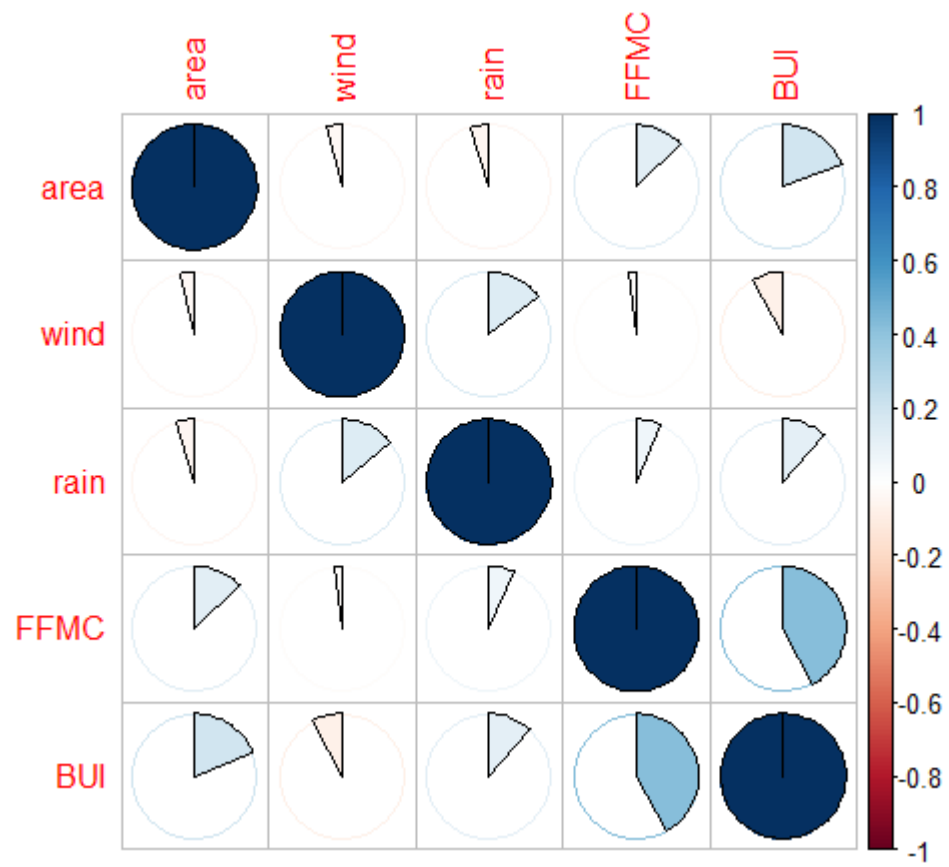 area
wind
rain
FFMC
BUI
area
wind
rain
FFMC
BUI
1
0.8
0.6
0.4
0.2
0
-0.2
-0.4
-0.6
-0.8
-1